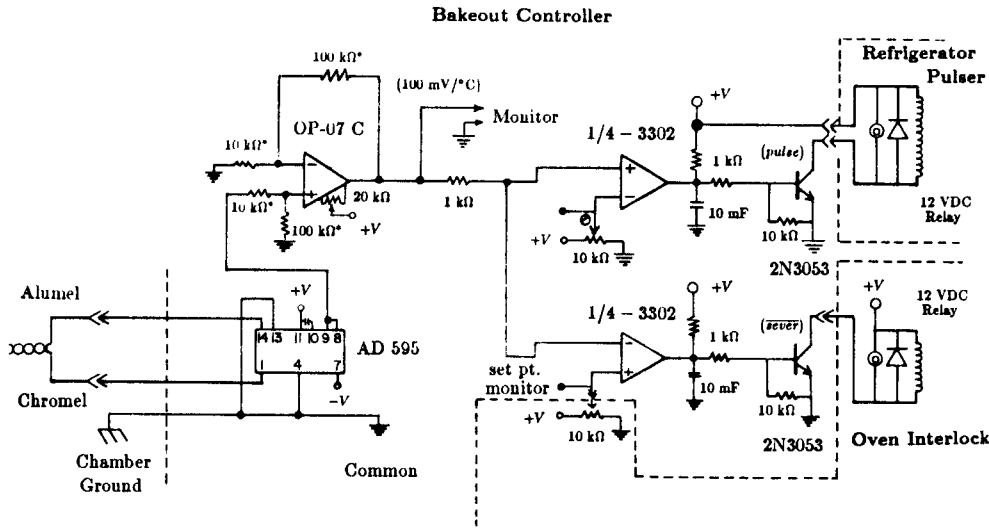 Bakeout Controller
100 kΩ*
(100 mV/°C)
Monitor
OP-07 C
10 kΩ*
−
+
20 kΩ
10 kΩ*
100 kΩ*
+V
1 kΩ
Alumel
Chromel
+V
14 13 11 10 9 8
1 4 7
AD 595
−V
Chamber
Ground
Common
1/4 - 3302
+
−
+V
1 kΩ
10 mF
+V
10 kΩ
(pulse)
10 kΩ
2N3053
Refrigerator
Pulser
12 VDC
Relay
1/4 - 3302
−
+
+V
1 kΩ
10 mF
set pt.
monitor
+V
10 kΩ
(sever)
10 kΩ
2N3053
+V
12 VDC
Relay
Oven Interlock